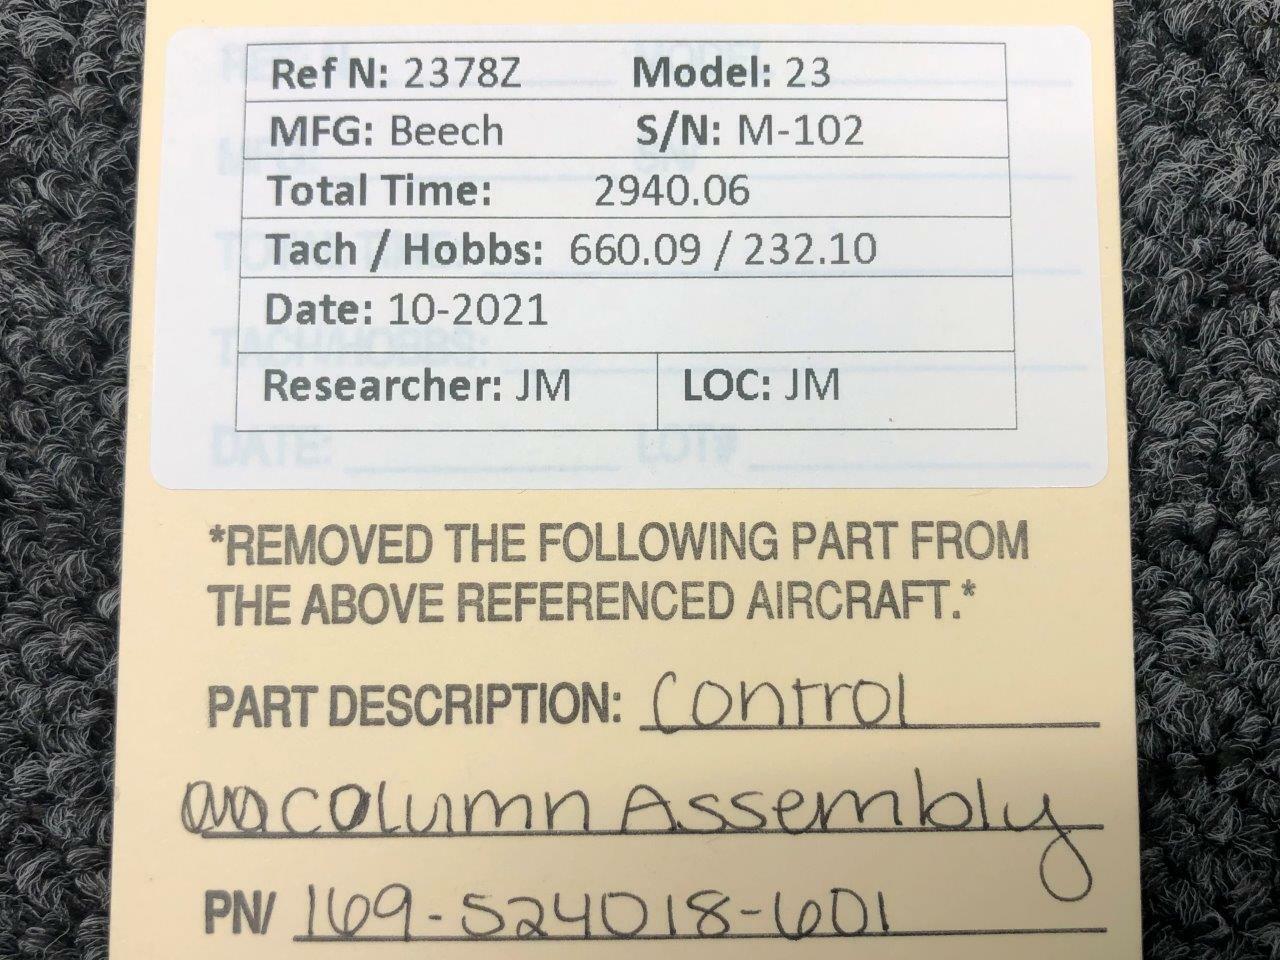 Ref N: 2378Z Model: 23
MFG: Beech S/N: M-102
Total Time: 2940.06
Tach / Hobbs: 660.09 / 232.10
Date: 10-2021
Researcher: JM LOC: JM
*REMOVED THE FOLLOWING PART FROM
THE ABOVE REFERENCED AIRCRAFT.*
PART DESCRIPTION: Control
column Assembly
PN/ 169-524018-601